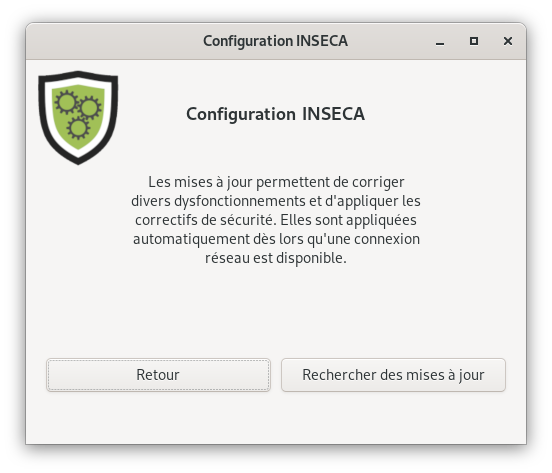 Configuration INSECA
Configuration INSECA
Les mises à jour permettent de corriger
divers dysfonctionnements et d'appliquer les
correctifs de sécurité. Elles sont appliquées
automatiquement dès lors qu'une connexion
réseau est disponible.
Retour
Rechercher des mises à jour